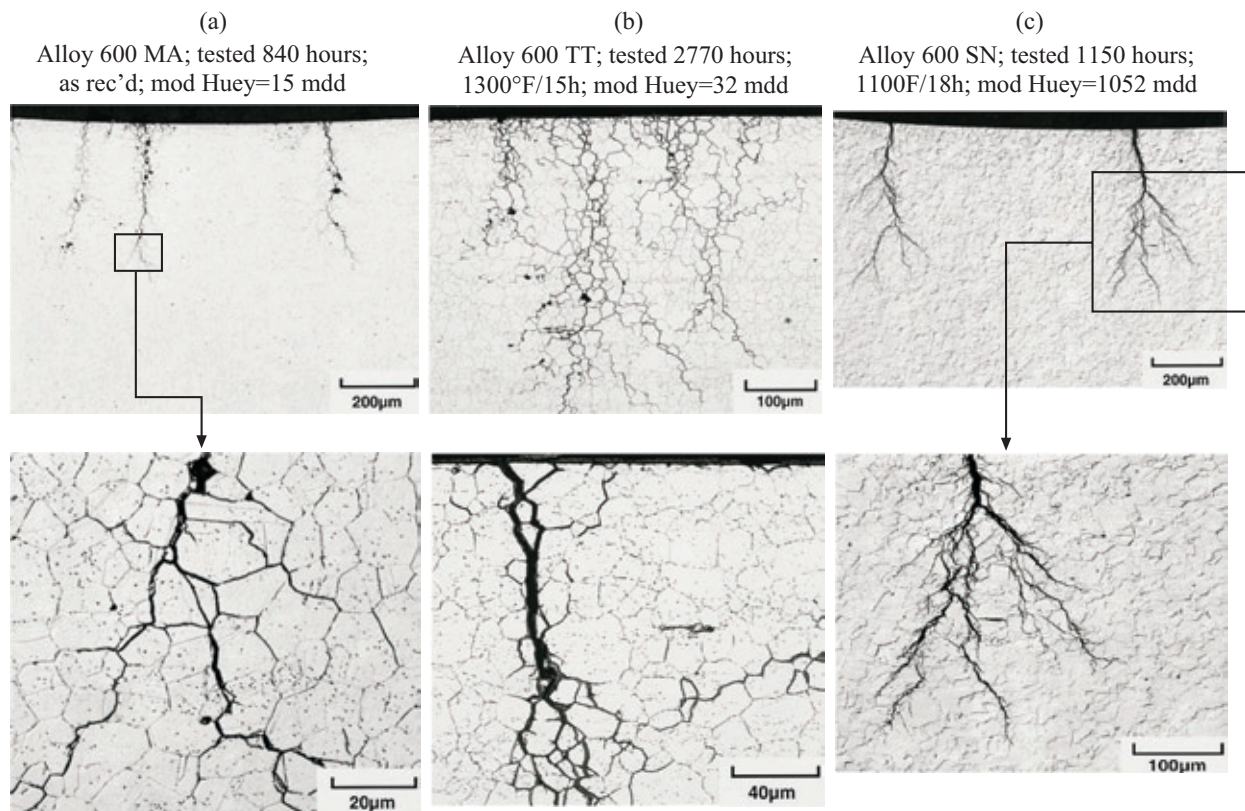 (a)
Alloy 600 MA; tested 840 hours;
as rec’d; mod Huey=15 mdd
(b)
Alloy 600 TT; tested 2770 hours;
1300°F/15h; mod Huey=32 mdd
(c)
Alloy 600 SN; tested 1150 hours;
1100F/18h; mod Huey=1052 mdd
200µm
100µm
200µm
20µm
40µm
100µm